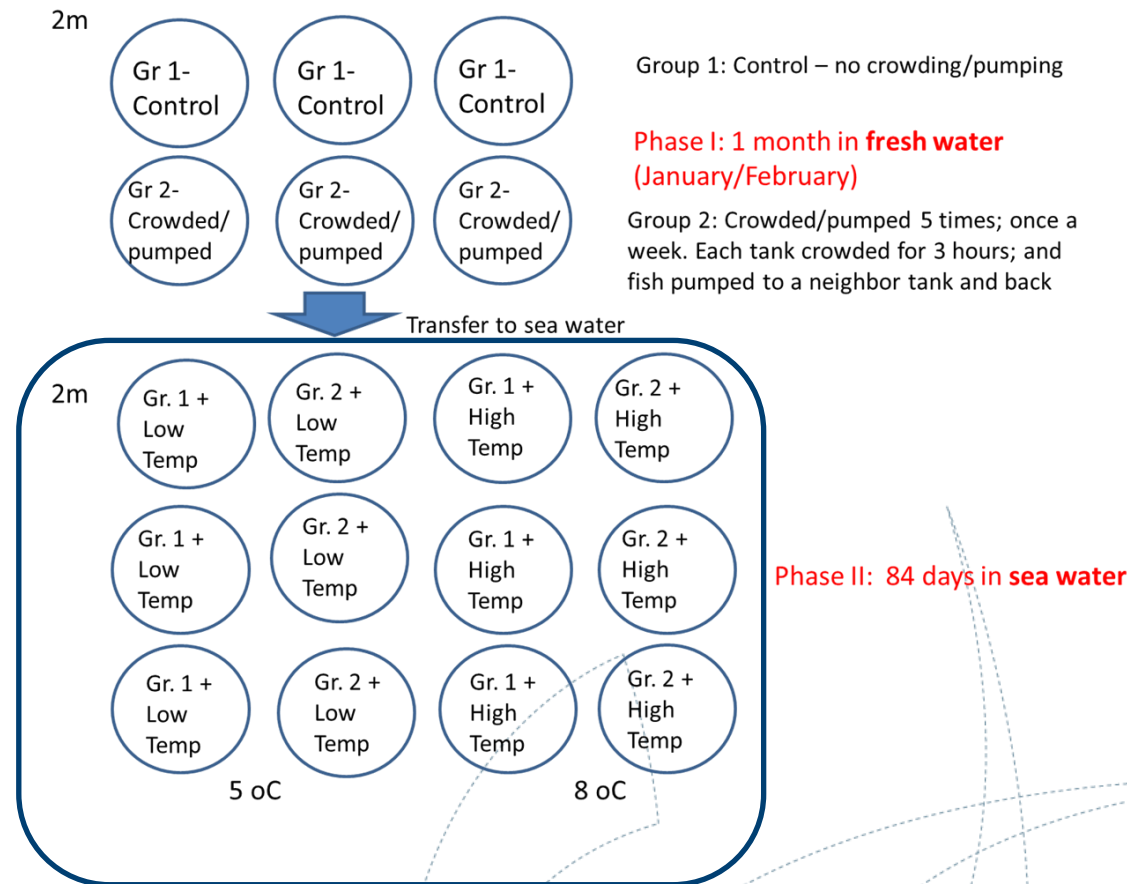 2m
Gr 1-
Control
Gr 1-
Control
Gr 1-
Control
Group 1: Control – no crowding/pumping
Phase I: 1 month in fresh water
(January/February)
Gr 2-
Crowded/
pumped
Gr 2-
Crowded/
pumped
Gr 2-
Crowded/
pumped
Group 2: Crowded/pumped 5 times; once a
week. Each tank crowded for 3 hours; and
fish pumped to a neighbor tank and back
Transfer to sea water
2m
Gr. 1 +
Low
Temp
Gr. 2 +
Low
Temp
Gr. 1 +
High
Temp
Gr. 2 +
High
Temp
Gr. 1 +
Low
Temp
Gr. 2 +
Low
Temp
Gr. 1 +
High
Temp
Gr. 2 +
High
Temp
Phase II: 84 days in sea water
Gr. 1 +
Low
Temp
Gr. 2 +
Low
Temp
Gr. 1 +
High
Temp
Gr. 2 +
High
Temp
5 oC
8 oC